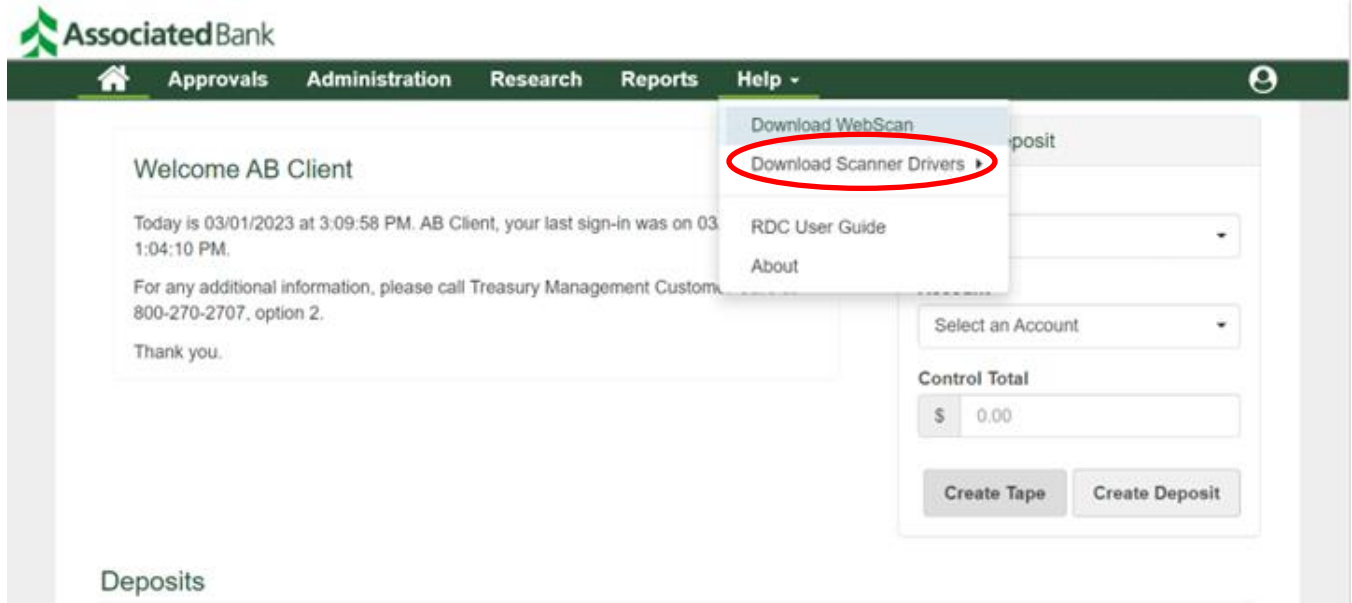 Associated Bank
Approvals Administration Research Reports Help
Download WebScan
Download Scanner Drivers
RDC User Guide
About
Welcome AB Client
Today is 03/01/2023 at 3:09:58 PM. AB Client, your last sign-in was on 03
1:04:10 PM.
For any additional information, please call Treasury Management
800-270-2707, option 2.
Thank you.
Select an Account
Control Total
$ 0.00
Create Tape Create Deposit
Deposits